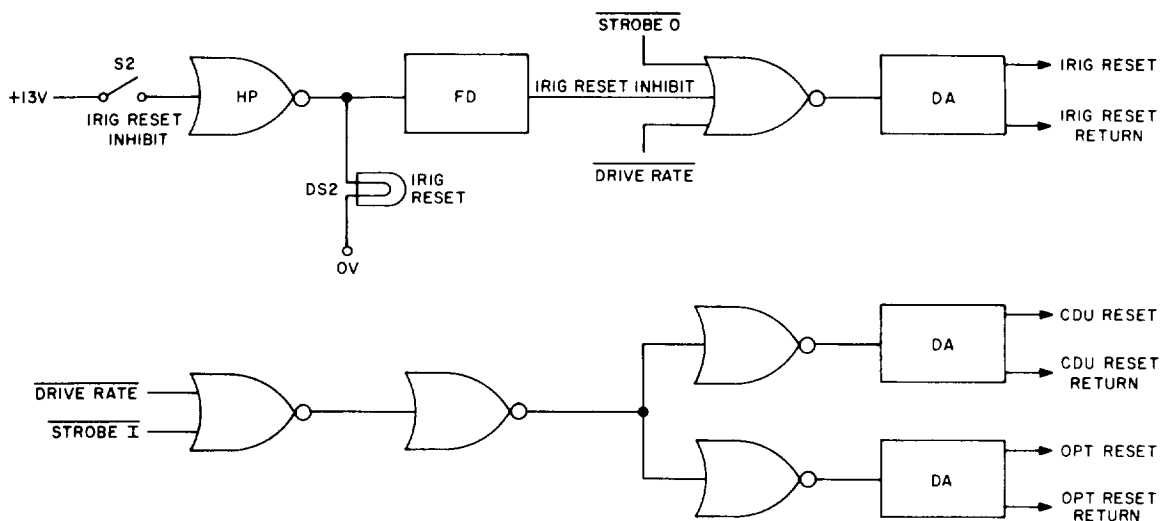 STROBE 0
S2
+13V
HP
FD
IRIG RESET INHIBIT
DA
IRIG RESET
IRIG RESET
INHIBIT
IRIG RESET
RETURN
DRIVE RATE
DS2
IRIG
RESET
0V
CDU RESET
DA
CDU RESET
RETURN
DRIVE RATE
STROBE I
OPT RESET
DA
OPT RESET
RETURN